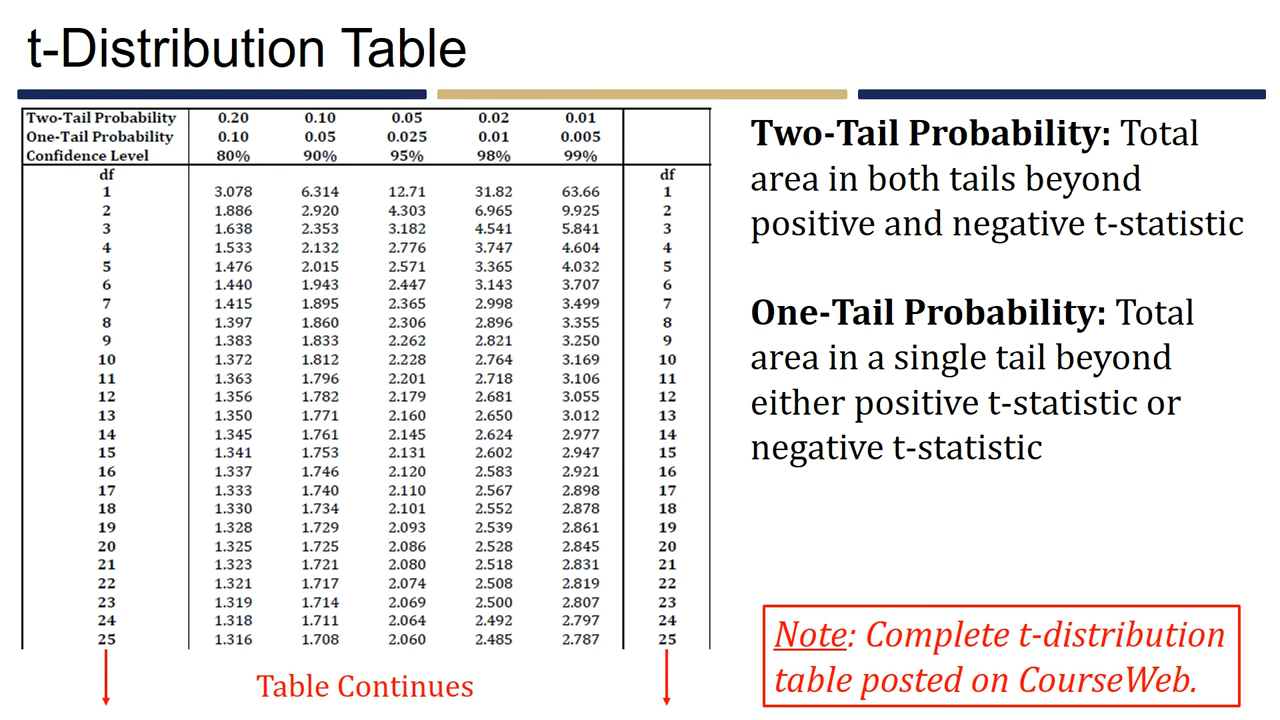 t-Distribution Table
Two-Tail Probability 0.20 0.10 0.05 0.02 0.01
One-Tail Probability 0.10 0.05 0.025 0.01 0.005
Confidence Level 80% 90% 95% 98% 99%
df df
1 3.078 6.314 12.71 31.82 63.66 1
2 1.886 2.920 4.303 6.965 9.925 2
3 1.638 2.353 3.182 4.541 5.841 3
4 1.533 2.132 2.776 3.747 4.604 4
5 1.476 2.015 2.571 3.365 4.032 5
6 1.440 1.943 2.447 3.143 3.707 6
7 1.415 1.895 2.365 2.998 3.499 7
8 1.397 1.860 2.306 2.896 3.355 8
9 1.383 1.833 2.262 2.821 3.250 9
10 1.372 1.812 2.228 2.764 3.169 10
11 1.363 1.796 2.201 2.718 3.106 11
12 1.356 1.782 2.179 2.681 3.055 12
13 1.350 1.771 2.160 2.650 3.012 13
14 1.345 1.761 2.145 2.624 2.977 14
15 1.341 1.753 2.131 2.602 2.947 15
16 1.337 1.746 2.120 2.583 2.921 16
17 1.333 1.740 2.110 2.567 2.898 17
18 1.330 1.734 2.101 2.552 2.878 18
19 1.328 1.729 2.093 2.539 2.861 19
20 1.325 1.725 2.086 2.528 2.845 20
21 1.323 1.721 2.080 2.518 2.831 21
22 1.321 1.717 2.074 2.508 2.819 22
23 1.319 1.714 2.069 2.500 2.807 23
24 1.318 1.711 2.064 2.492 2.797 24
25 1.316 1.708 2.060 2.485 2.787 25
Table Continues
Two-Tail Probability: Total
area in both tails beyond
positive and negative t-statistic
One-Tail Probability: Total
area in a single tail beyond
either positive t-statistic or
negative t-statistic
Note: Complete t-distribution
table posted on CourseWeb.